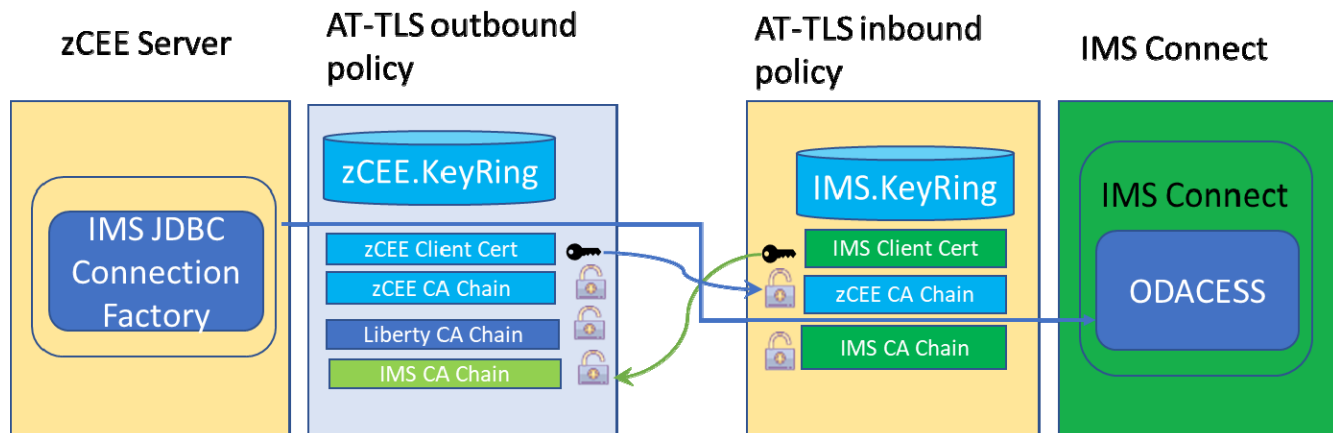 zCEE Server
AT-TLS outbound
policy
AT-TLS inbound
policy
IMS Connect
zCEE.KeyRing
IMS JDBC
Connection
Factory
zCEE Client Cert
zCEE CA Chain
Liberty CA Chain
IMS CA Chain
IMS.KeyRing
IMS Client Cert
zCEE CA Chain
IMS CA Chain
IMS Connect
ODACESS